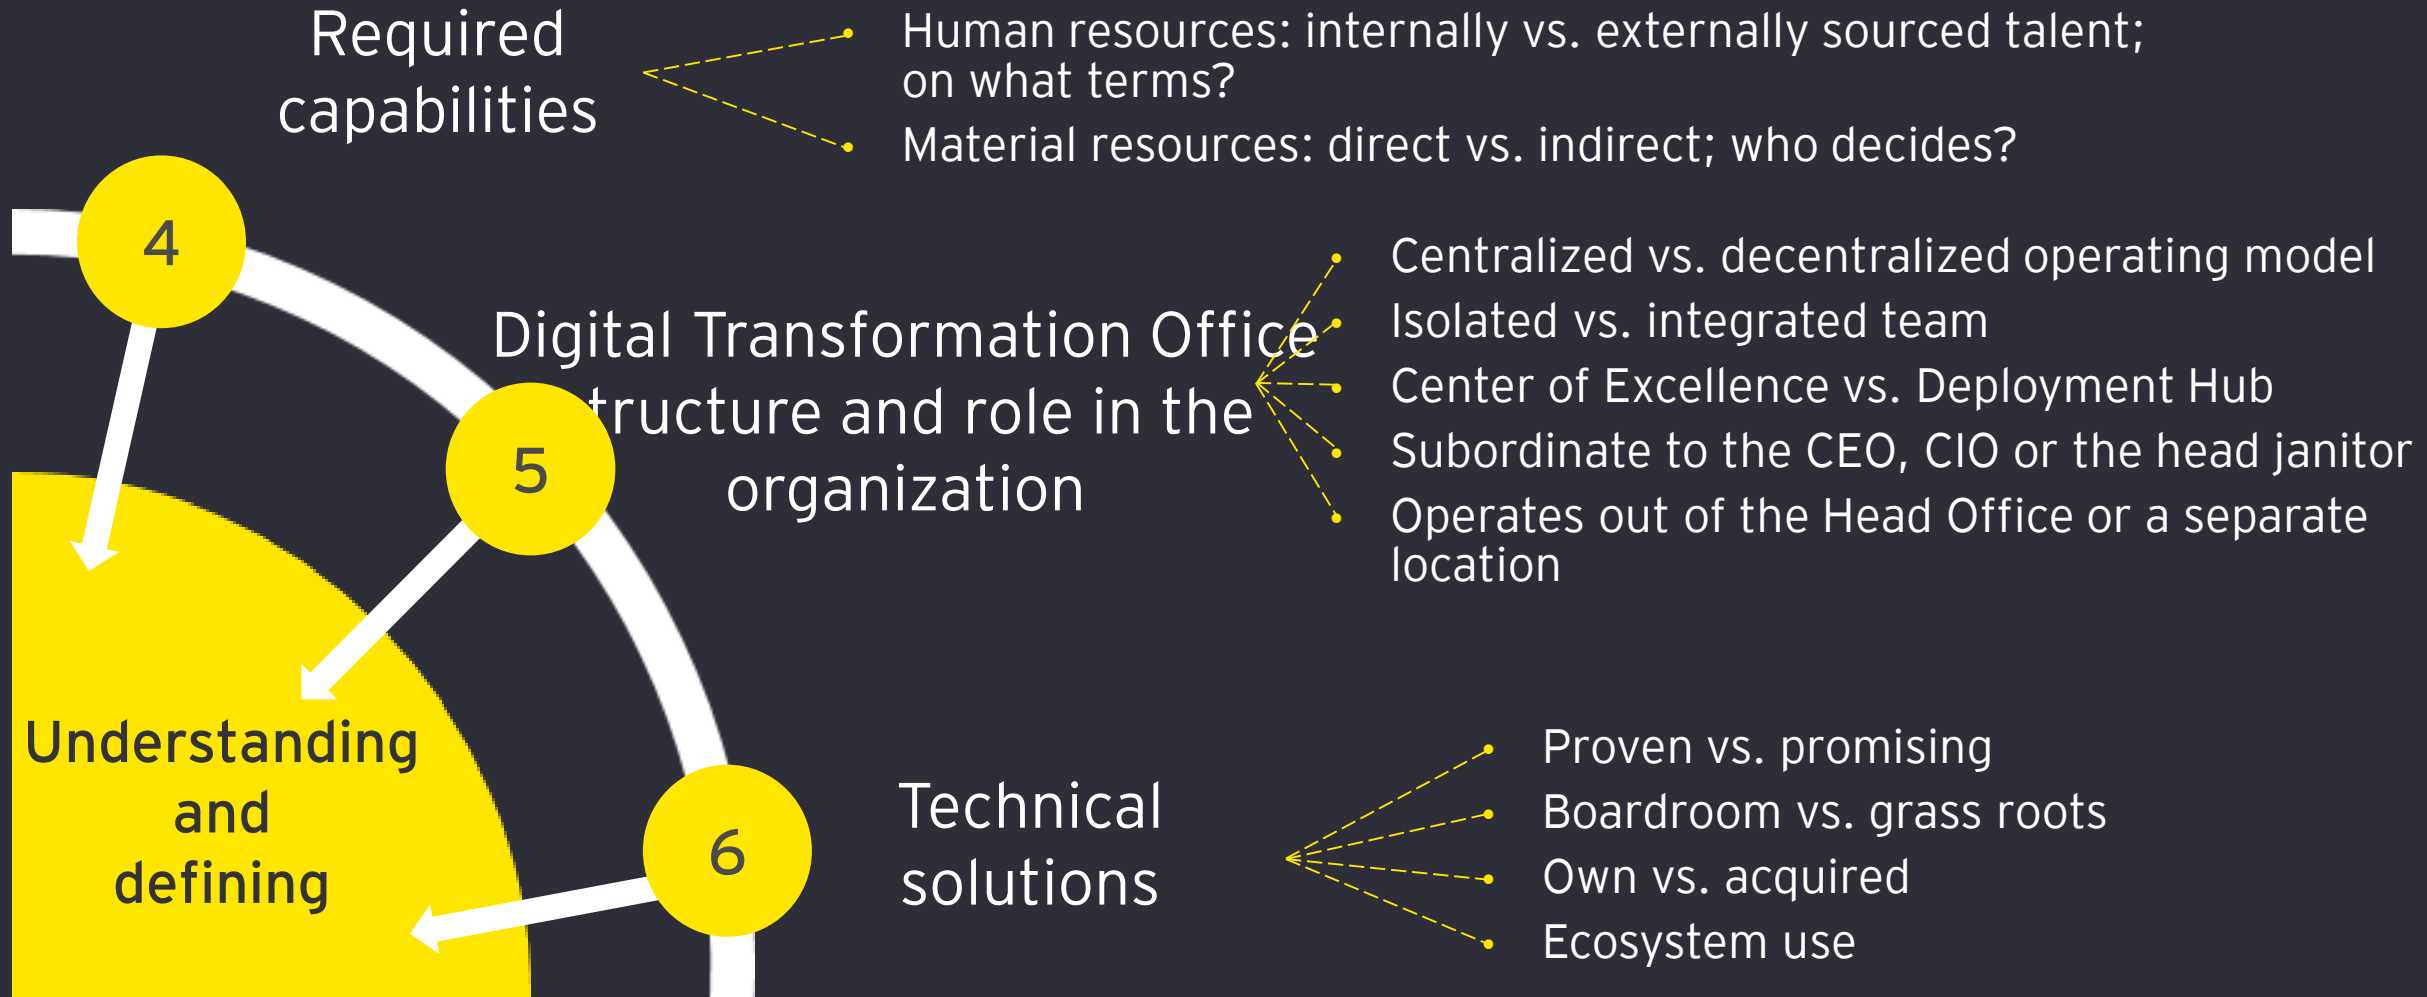 Required
capabilities
Human resources: internally vs. externally sourced talent;
on what terms?
Material resources: direct vs. indirect; who decides?
4
Digital Transformation Office
tructure and role in the
organization
Centralized vs. decentralized operating model
Isolated vs. integrated team
Center of Excellence vs. Deployment Hub
Subordinate to the CEO, CIO or the head janitor
Operates out of the Head Office or a separate
location
5
Understanding
and
defining
6
Technical
solutions
Proven vs. promising
Boardroom vs. grass roots
Own vs. acquired
Ecosystem use